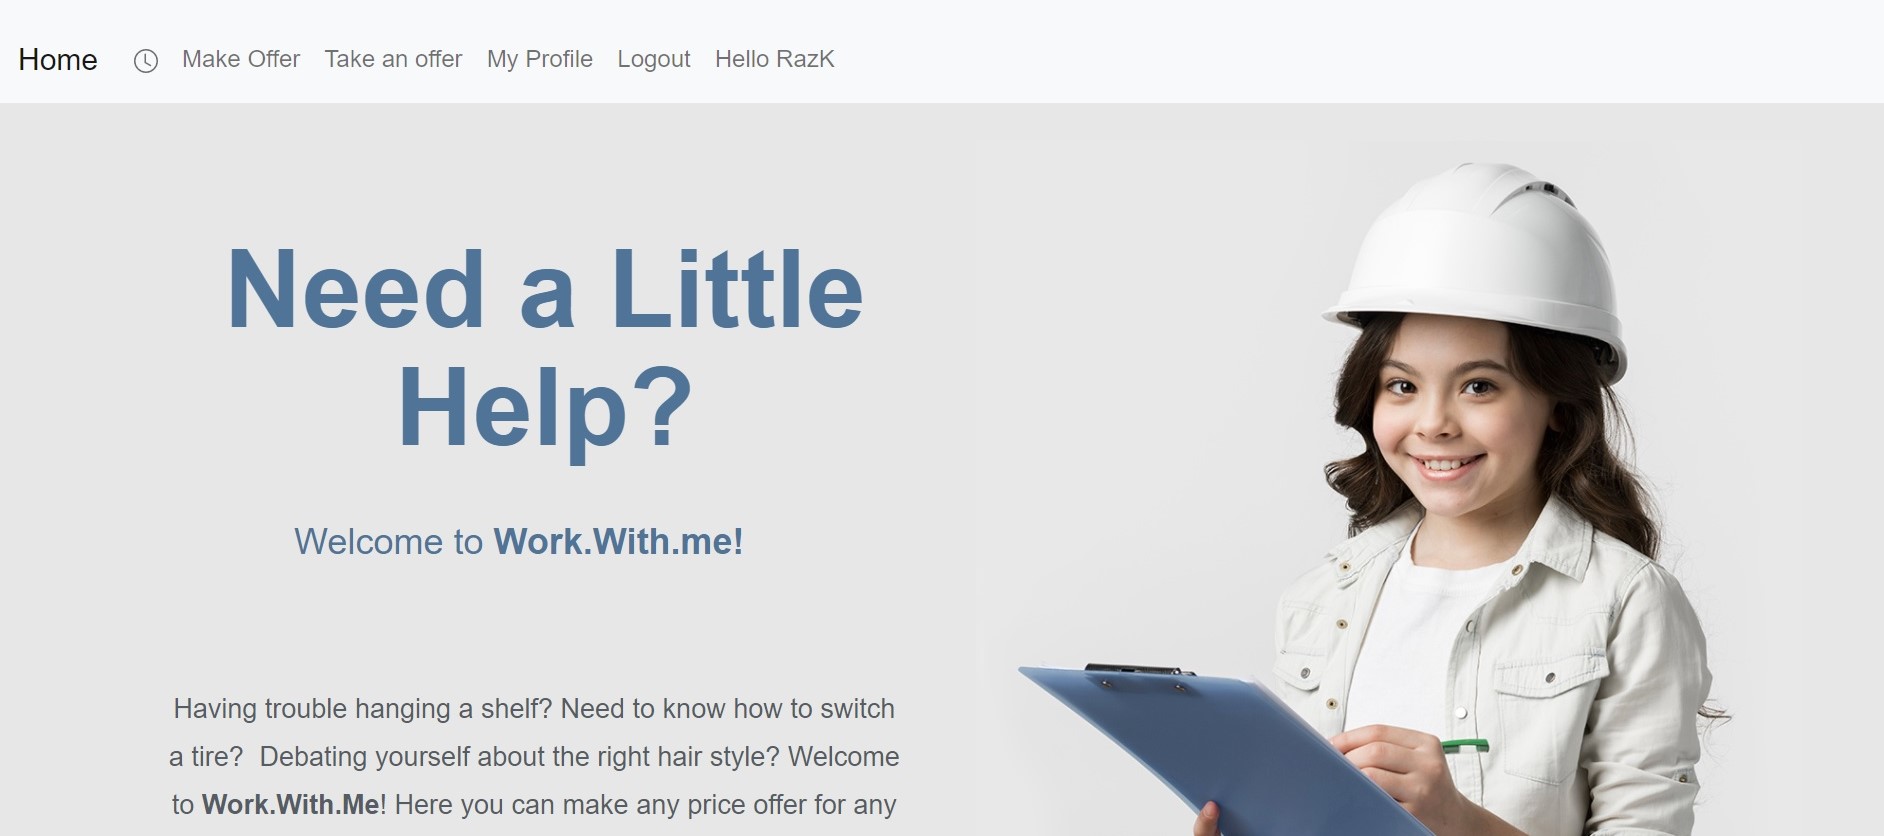 Home Make Offer Take an offer My Profile Logout Hello RazK
Need a Little
Help?
Welcome to Work.With.me!
Having trouble hanging a shelf? Need to know how to switch
a tire?  Debating yourself about the right hair style? Welcome
to Work.With.Me! Here you can make any price offer for any